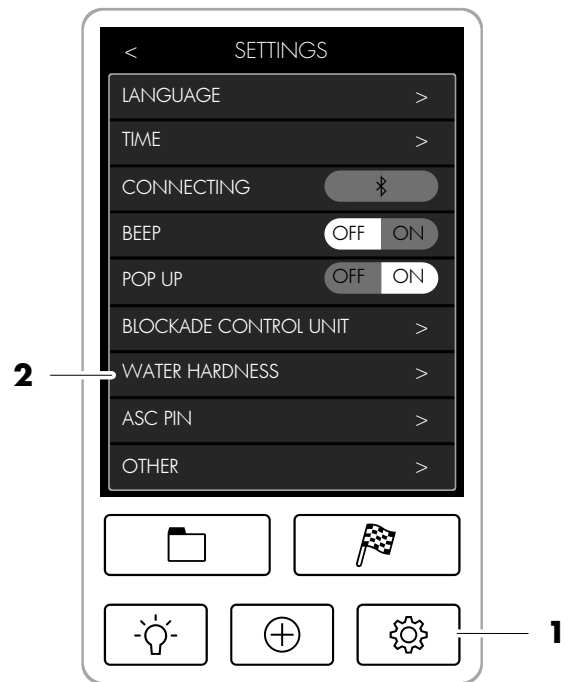 < SETTINGS
LANGUAGE >
TIME >
CONNECTING
BEEP OFF ON
POP UP OFF ON
BLOCKADE CONTROL UNIT >
2 WATER HARDNESS >
ASC PIN >
OTHER >
1